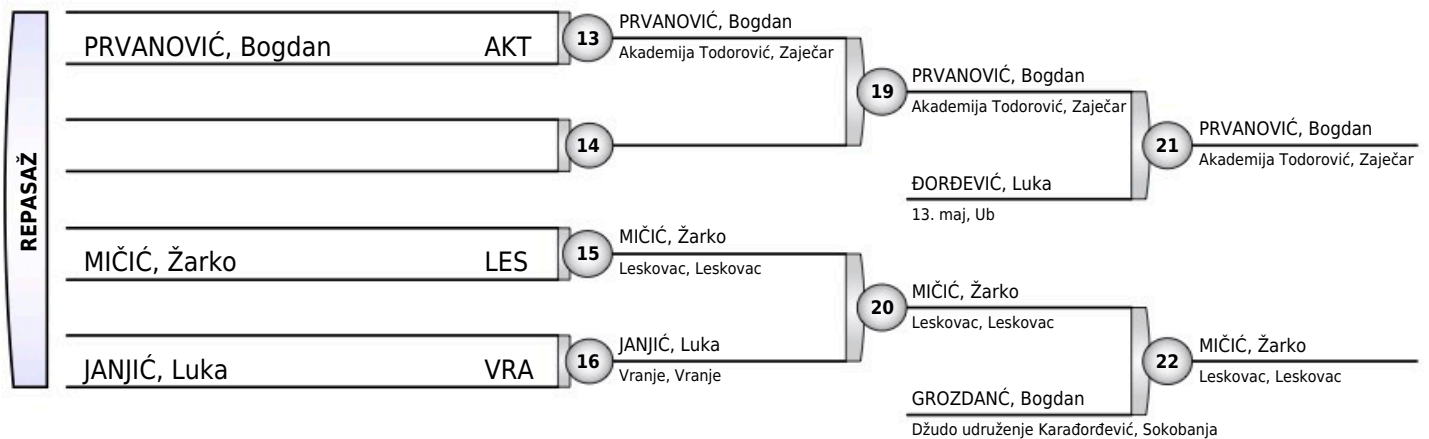 REPASAŽ
PRVANOVIĆ, Bogdan AKT
13
PRVANOVIĆ, Bogdan
Akademija Todorović, Zaječar
14
19
PRVANOVIĆ, Bogdan
Akademija Todorović, Zaječar
ĐORĐEVIĆ, Luka
13. maj, Ub
21
PRVANOVIĆ, Bogdan
Akademija Todorović, Zaječar
MIČIĆ, Žarko LES
15
MIČIĆ, Žarko
Leskovac, Leskovac
JANJIĆ, Luka VRA
16
JANJIĆ, Luka
Vranje, Vranje
20
MIČIĆ, Žarko
Leskovac, Leskovac
GROZDANĆ, Bogdan
Džudo udruženje Karađorđević, Sokobanja
22
MIČIĆ, Žarko
Leskovac, Leskovac